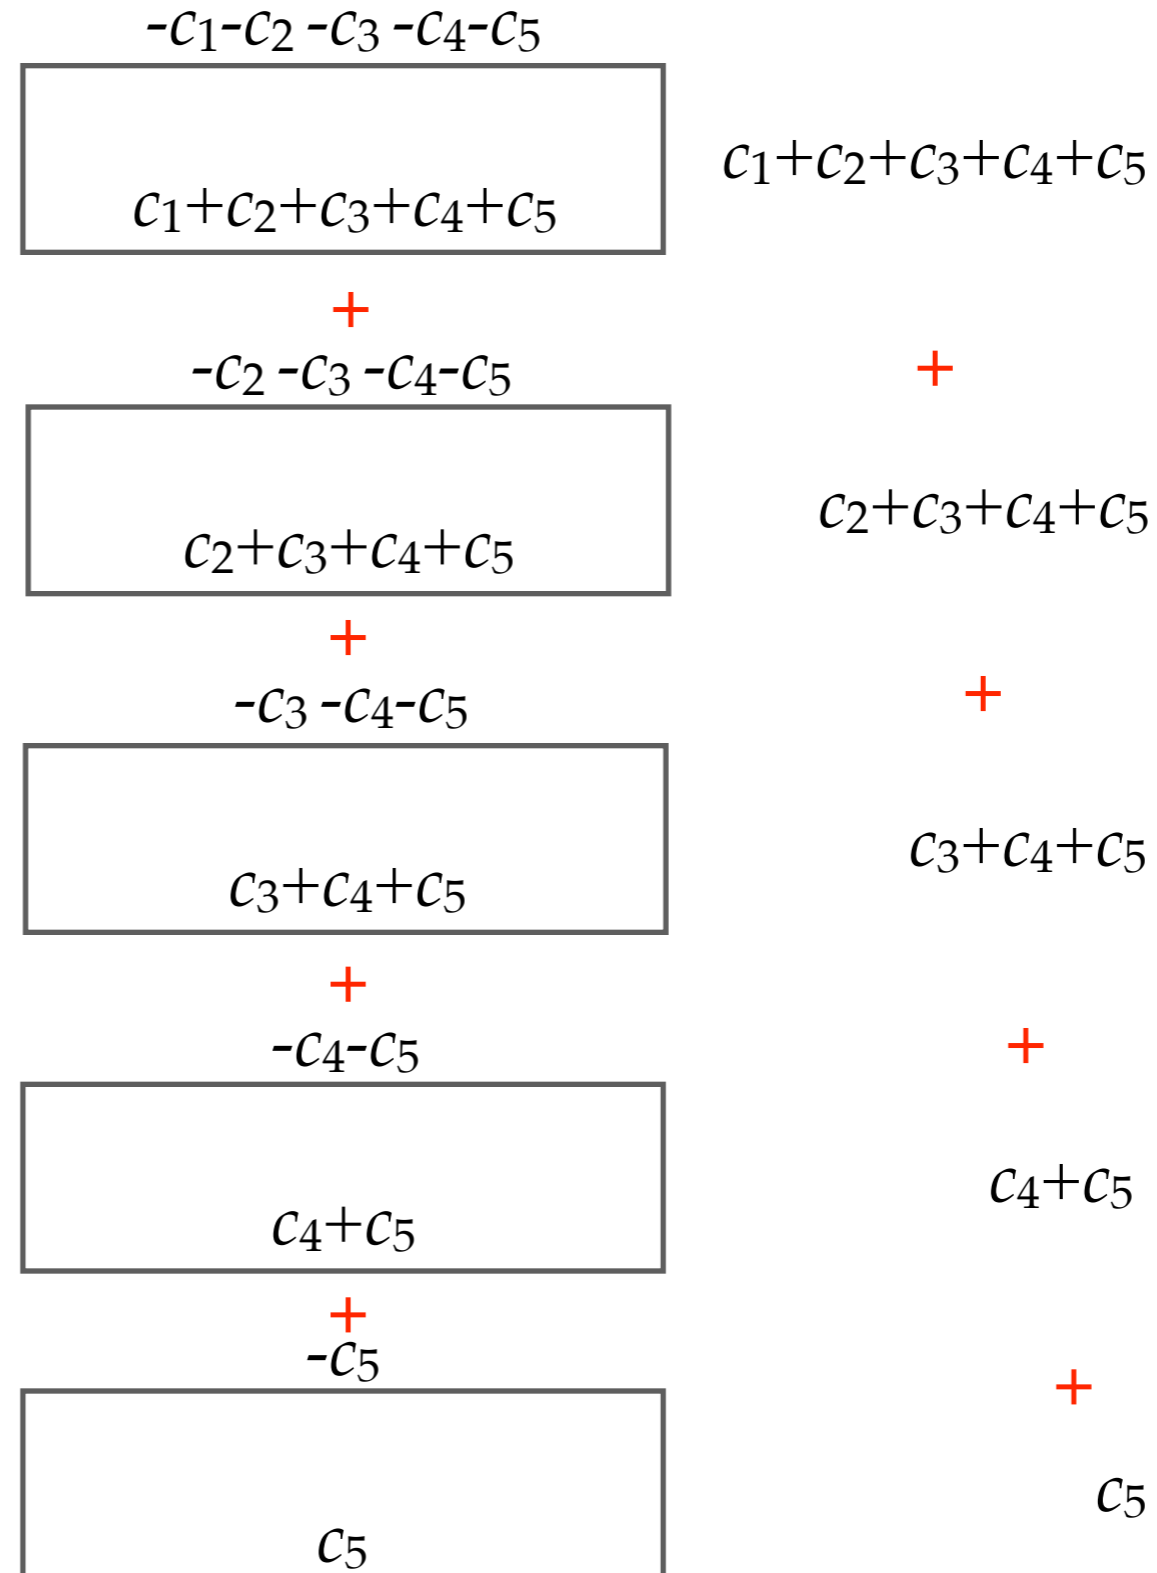 -c₁-c₂ -c₃ -c₄-c₅
c₁+c₂+c₃+c₄+c₅
c₁+c₂+c₃+c₄+c₅
+
-c₂ -c₃ -c₄-c₅
+
c₂+c₃+c₄+c₅
c₂+c₃+c₄+c₅
+
-c₃ -c₄-c₅
+
c₃+c₄+c₅
c₃+c₄+c₅
+
-c₄-c₅
+
c₄+c₅
c₄+c₅
+
-c₅
+
c₅
c₅